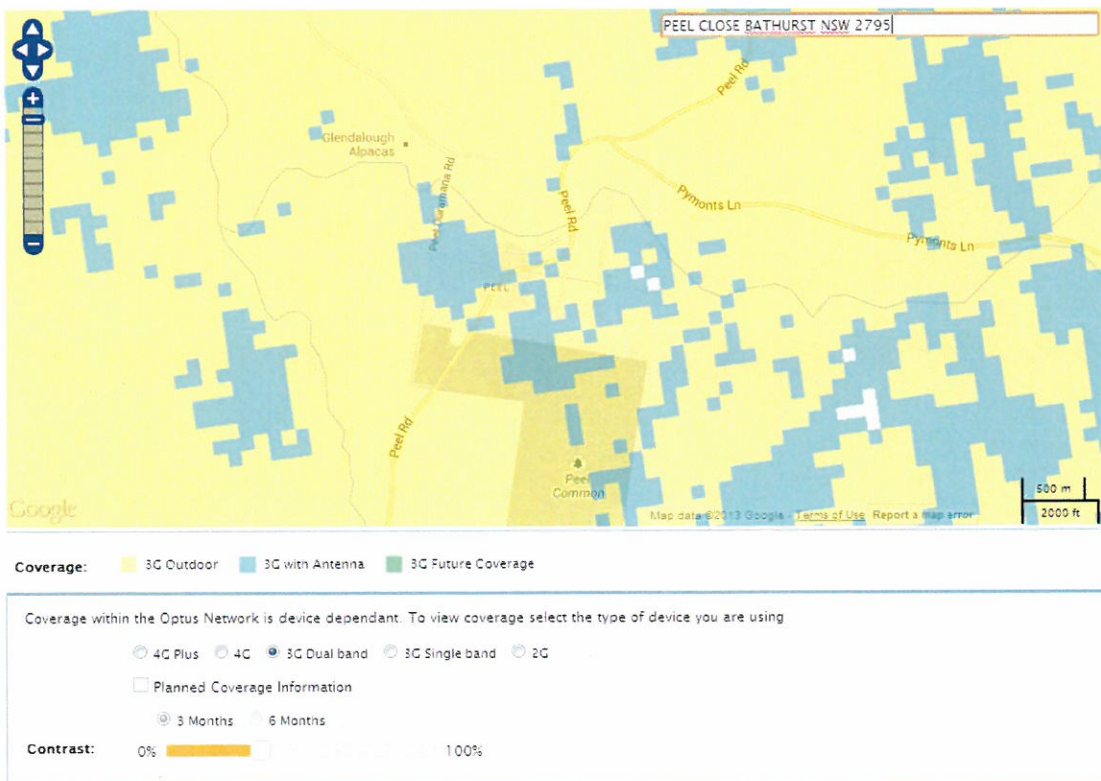 PEEL CLOSE BATHURST NSW 2795
Peel Rd
Glendalough
Alpacas
Peel Duramana Rd
Peel Rd
Pymonts Ln
Pymonts Ln
PEEL
Peel Rd
Peel
Common
Google
Map data ©2013 Google - Terms of Use Report a map error
500 m
2000 ft
Coverage: 3G Outdoor 3G with Antenna 3G Future Coverage
Coverage within the Optus Network is device dependant. To view coverage select the type of device you are using
4G Plus 4G 3G Dual band 3G Single band 2G
Planned Coverage Information
3 Months 6 Months
Contrast: 0% 100%